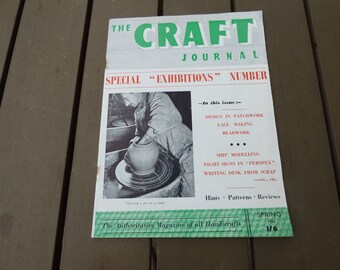 THE CRAFT
JOURNAL
SPECIAL "EXHIBITIONS" NUMBER
—In this issue:—
DESIGN IN PATCHWORK
LACE MAKING
BEADWORK
SHIP MODELLING
NIGHT SIGNS IN "PERSPEX"
WRITING DESK FROM SCRAP
Hints · Patterns · Reviews
SPRING
1/6
The Authoritative Magazine of all Handicrafts